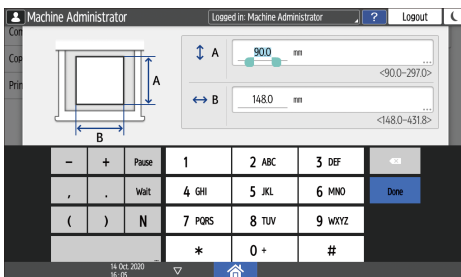 Machine Administrator
Logged in: Machine Administrator
?
Logout
Con
Cop
Prin
A
B
A
90.0
mm
...
<90.0-297.0>
B
148.0
mm
...
<148.0-431.8>
-
+
Pause
1
2 ABC
3 DEF
,
.
Wait
4 GHI
5 JKL
6 MNO
Done
(
)
N
7 PQRS
8 TUV
9 WXYZ
_
*
0 +
#
14 Oct. 2020
16:05